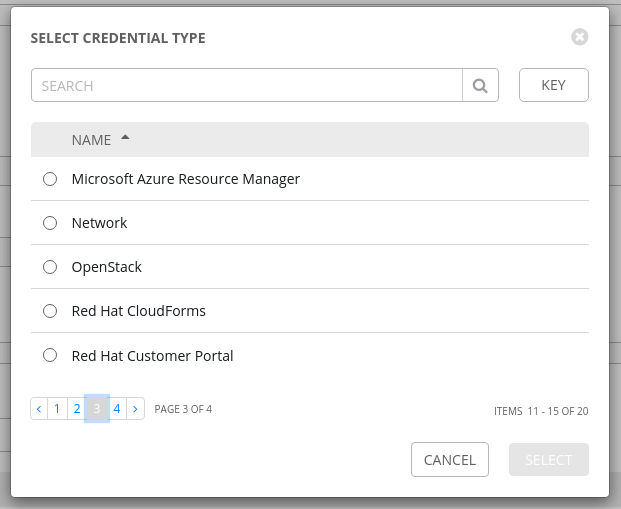 SELECT CREDENTIAL TYPE
SEARCH
KEY
NAME
Microsoft Azure Resource Manager
Network
OpenStack
Red Hat CloudForms
Red Hat Customer Portal
< 1 2 3 4 > PAGE 3 OF 4
ITEMS 11 - 15 OF 20
CANCEL
SELECT